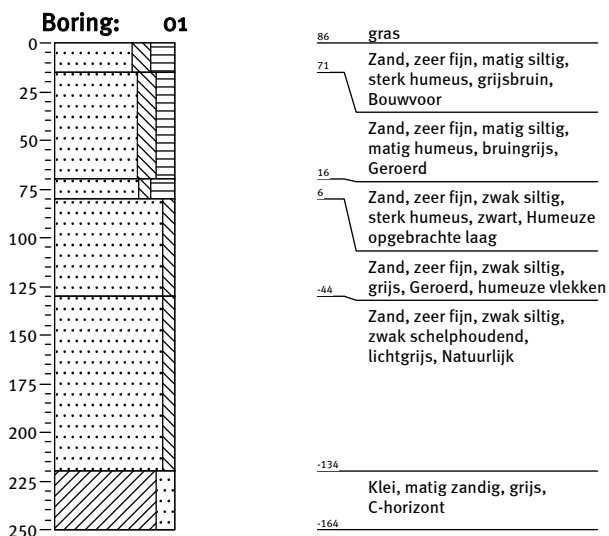 Boring: 01
0
25
50
75
100
125
150
175
200
225
250
86 gras
Zand, zeer fijn, matig siltig,
71
sterk humeus, grijsbruin,
Bouwvoor
Zand, zeer fijn, matig siltig,
matig humeus, bruingrijs,
Geroerd
16
6
Zand, zeer fijn, zwak siltig,
sterk humeus, zwart, Humeuze
opgebrachte laag
Zand, zeer fijn, zwak siltig,
grijs, Geroerd, humeuze vlekken
-44
Zand, zeer fijn, zwak siltig,
zwak schelphoudend,
lichtgrijs, Natuurlijk
-134
Klei, matig zandig, grijs,
C-horizont
-164